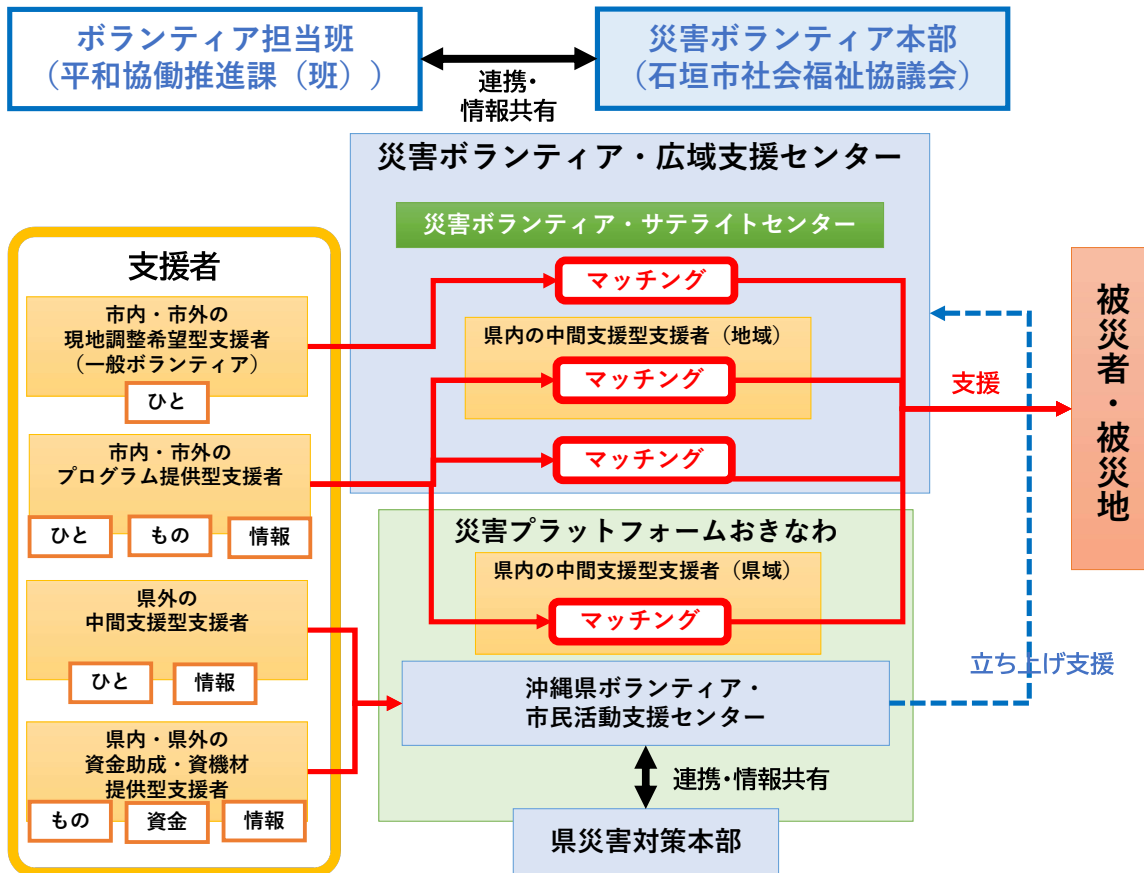 ボランティア担当班
(平和協働推進課(班))
連携・
情報共有
災害ボランティア本部
(石垣市社会福祉協議会)
災害ボランティア・広域支援センター
災害ボランティア・サテライトセンター
支援者
市内・市外の
現地調整希望型支援者
(一般ボランティア)
ひと
市内・市外の
プログラム提供型支援者
ひと
もの
情報
県外の
中間支援型支援者
ひと
情報
県内・県外の
資金助成・資機材
提供型支援者
もの
資金
情報
マッチング
県内の中間支援型支援者(地域)
マッチング
マッチング
災害プラットフォームおきなわ
県内の中間支援型支援者(県域)
マッチング
沖縄県ボランティア・
市民活動支援センター
連携・情報共有
県災害対策本部
支援
立ち上げ支援
被災者・被災地